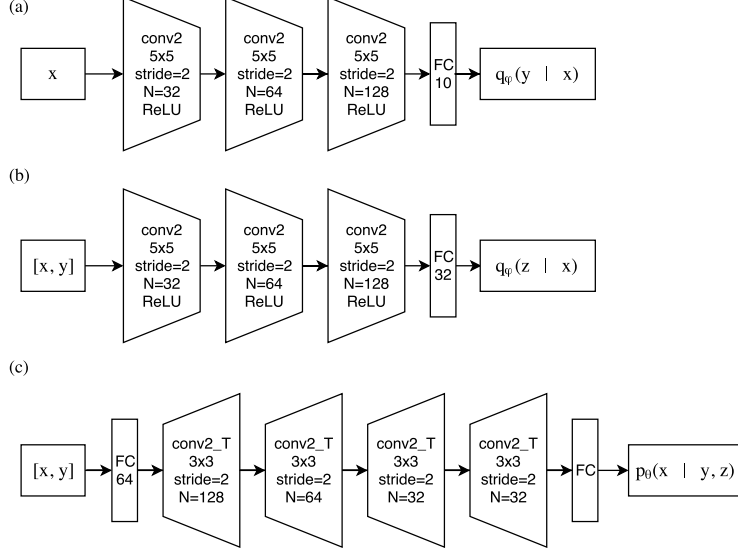 (a)
x
conv2
5x5
stride=2
N=32
ReLU
conv2
5x5
stride=2
N=64
ReLU
conv2
5x5
stride=2
N=128
ReLU
FC
10
qφ(y | x)
(b)
[x, y]
conv2
5x5
stride=2
N=32
ReLU
conv2
5x5
stride=2
N=64
ReLU
conv2
5x5
stride=2
N=128
ReLU
FC
32
qφ(z | x)
(c)
[x, y]
FC
64
conv2_T
3x3
stride=2
N=128
conv2_T
3x3
stride=2
N=64
conv2_T
3x3
stride=2
N=32
conv2_T
3x3
stride=2
N=32
FC
pθ(x | y, z)